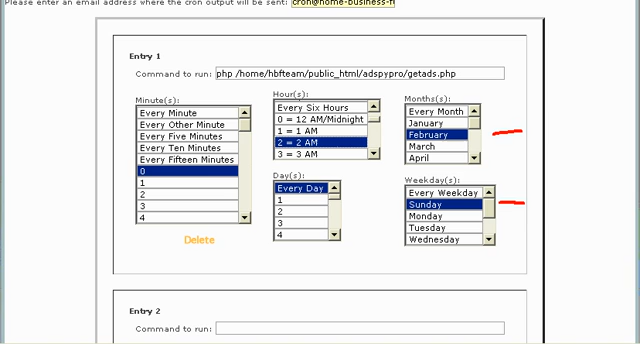 Please enter an email address where the cron output will be sent: cron@home-business-
Entry 1
Command to run: php /home/hbfteam/public_html/adspypro/getads.php
Minute(s):
Every Minute
Every Other Minute
Every Five Minutes
Every Ten Minutes
Every Fifteen Minutes
0
1
2
3
4
Hour(s):
Every Six Hours
0 = 12 AM/Midnight
1 = 1 AM
2 = 2 AM
3 = 3 AM
Day(s):
Every Day
1
2
3
4
Months(s):
Every Month
January
February
March
April
Weekday(s):
Every Weekday
Sunday
Monday
Tuesday
Wednesday
Delete
Entry 2
Command to run: